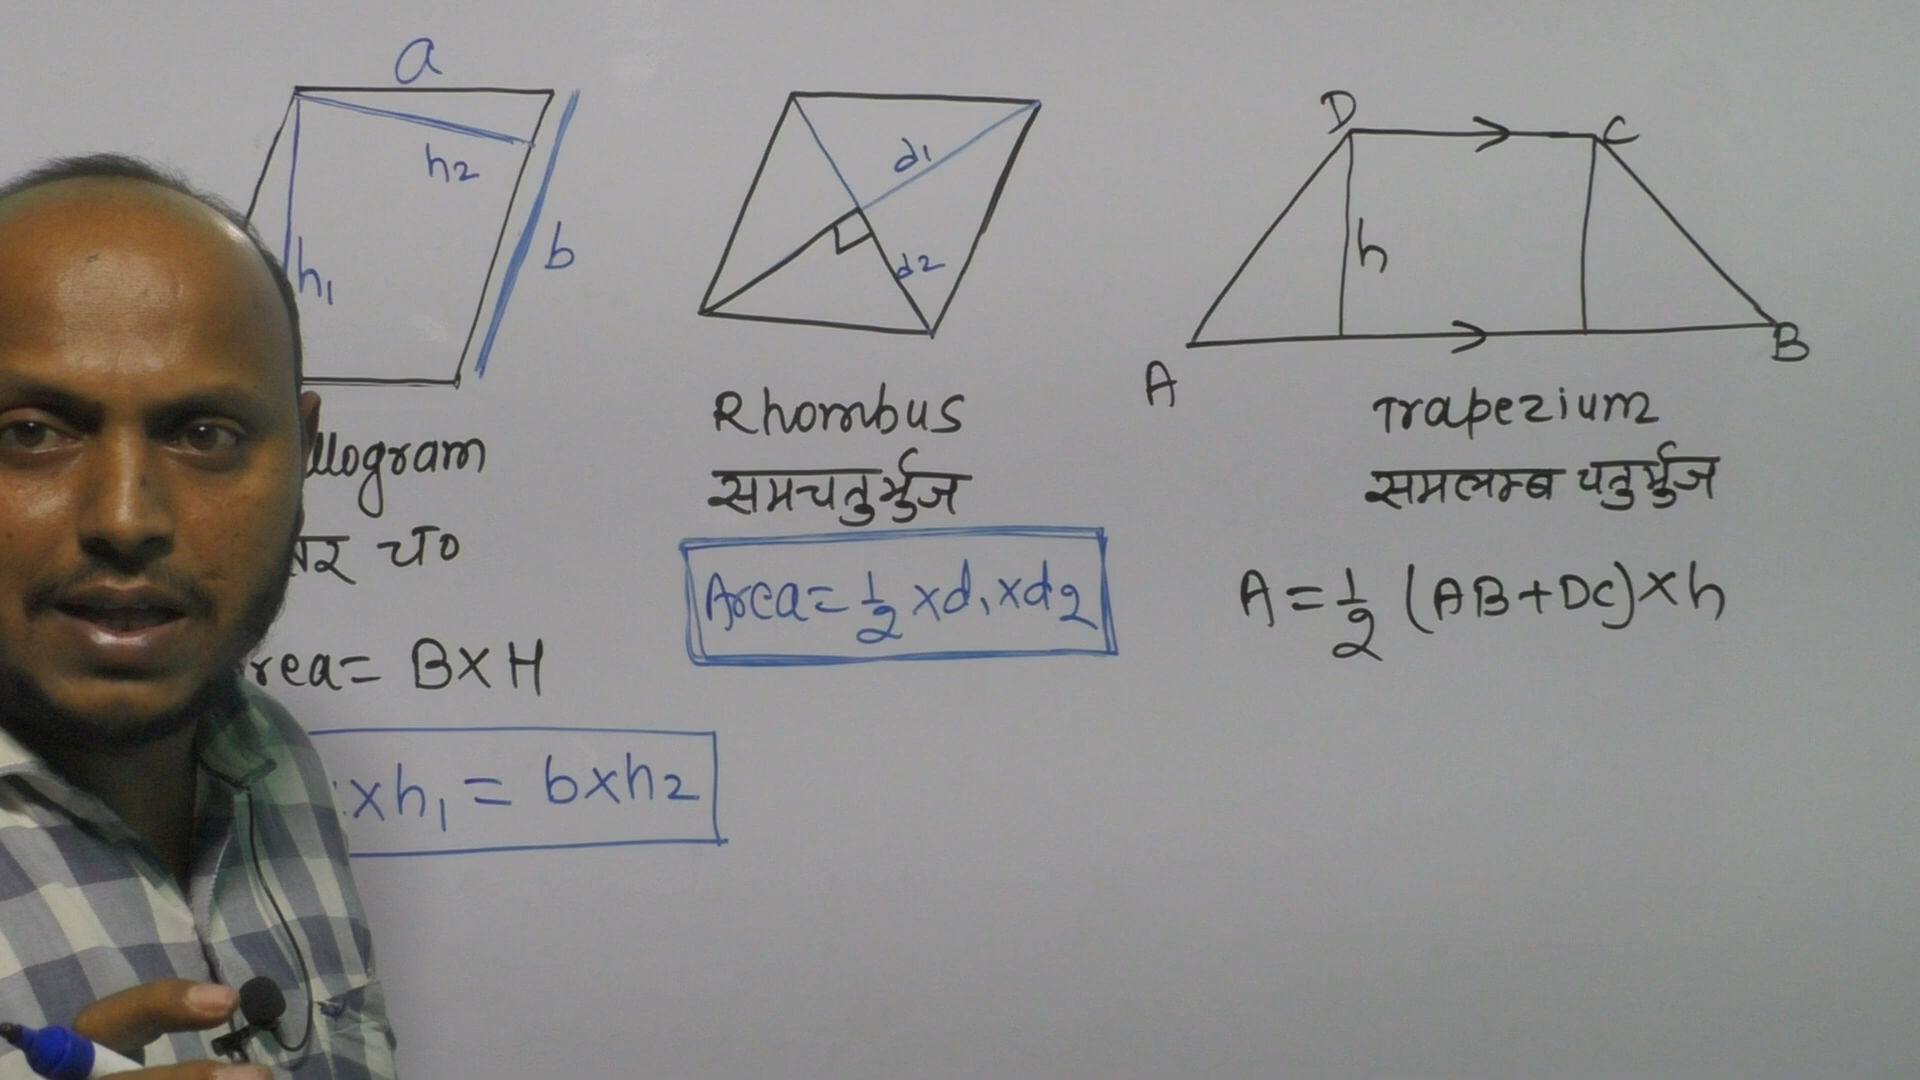 a
h2
h1
b
llogram
तर च०
rea= B×H
×h1 = b×h2
d1
d2
Rhombus
समचतुर्भुज
Area= 1/2 ×d1×d2
D
C
h
A
B
Trapezium
समलम्ब चतुर्भुज
A= 1/2 (AB+DC)×h